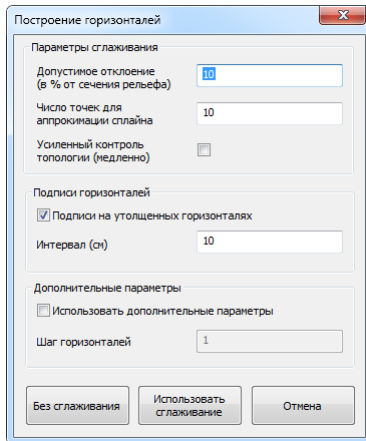 Построение горизонталей
Параметры сглаживания
Допустимое отклоение
(в % от сечения рельефа)
10
Число точек для
аппрокимации сплайна
10
Усиленный контроль
топологии (медленно)
Подписи горизонталей
Подписи на утолщенных горизонталях
Интервал (см)
10
Дополнительные параметры
Использовать дополнительные параметры
Шаг горизонталей
1
Без сглаживания
Использовать
сглаживание
Отмена